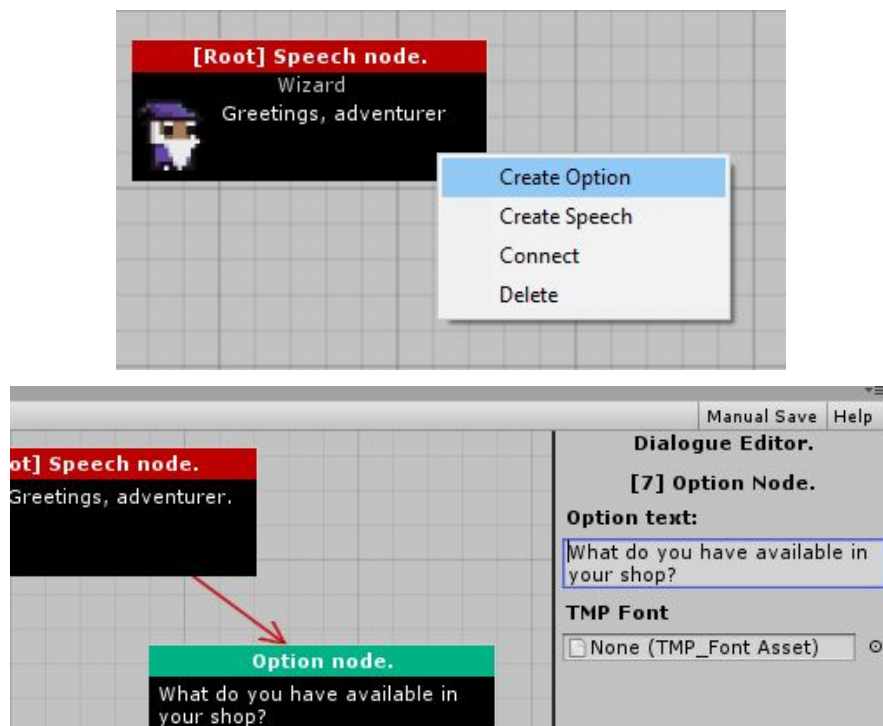 [Root] Speech node.
Wizard
Greetings, adventurer
Create Option
Create Speech
Connect
Delete
Manual Save
Help
Dialogue Editor.
ot] Speech node.
Greetings, adventurer.
[7] Option Node.
Option text:
What do you have available in
your shop?
TMP Font
None (TMP_Font Asset)
Option node.
What do you have available in
your shop?